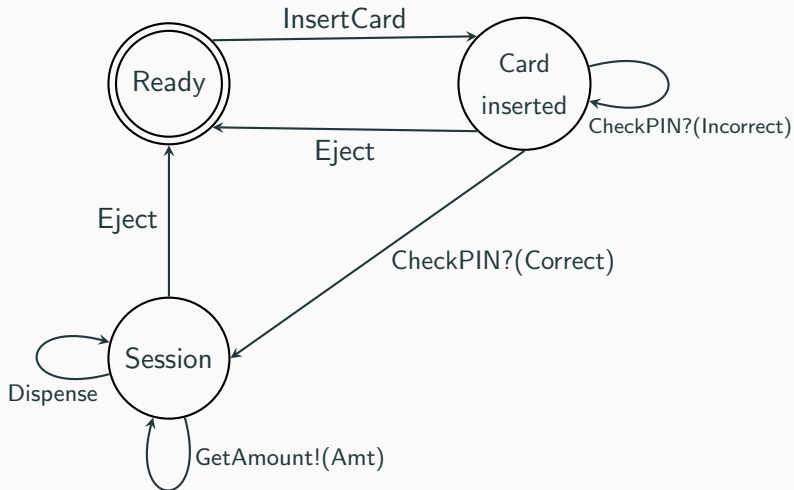 InsertCard
Ready
Card
inserted
CheckPIN?(Incorrect)
Eject
Eject
CheckPIN?(Correct)
Session
Dispense
GetAmount!(Amt)